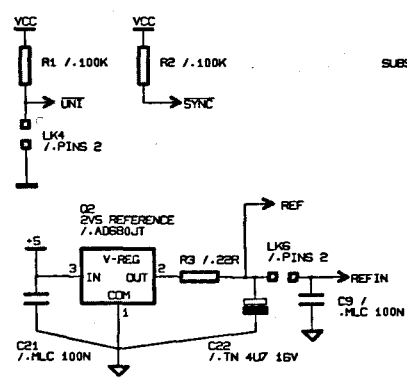 VCC
VCC
R1 /.100K
R2 /.100K
SUBS
UNI
SYNC
LK4
/.PINS 2
Q2
2V5 REFERENCE
/.AD680JT
REF
+5
V-REG
3
IN
OUT
2
COM
1
R3 /.22R
LK6
/.PINS 2
REFIN
C9 /
.MLC 100N
C21
/.MLC 100N
C22
/.TN 4U7 16V